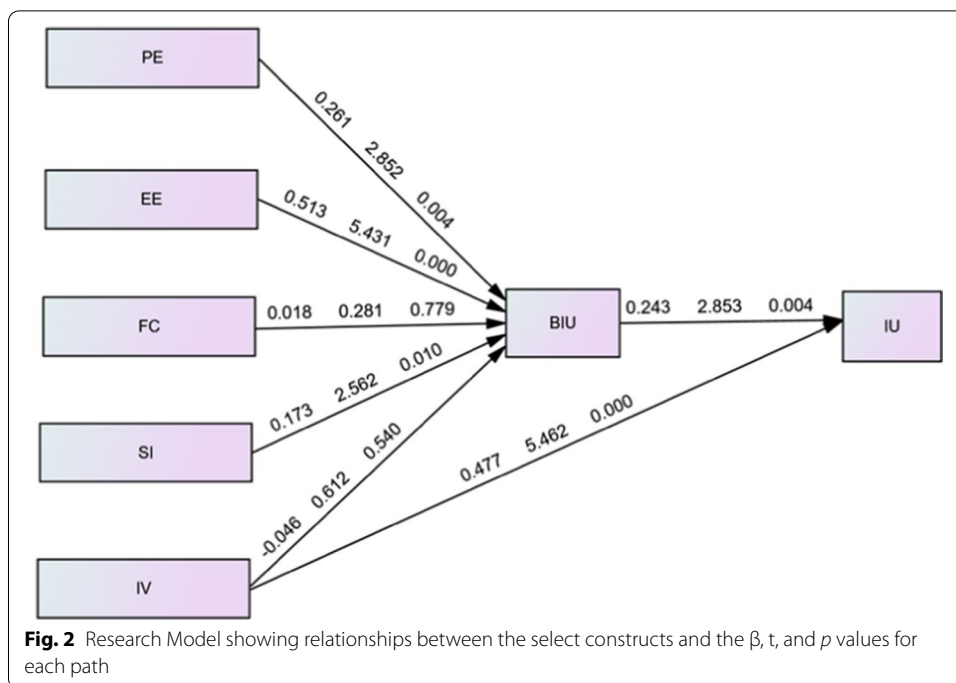 PE
0.261 2.852 0.004
EE
0.513 5.431 0.000
FC
0.018 0.281 0.779
BIU
0.243 2.853 0.004
IU
SI
0.173 2.562 0.010
IV
-0.046 0.612 0.540
0.477 5.462 0.000
Fig. 2 Research Model showing relationships between the select constructs and the β, t, and p values for
each path